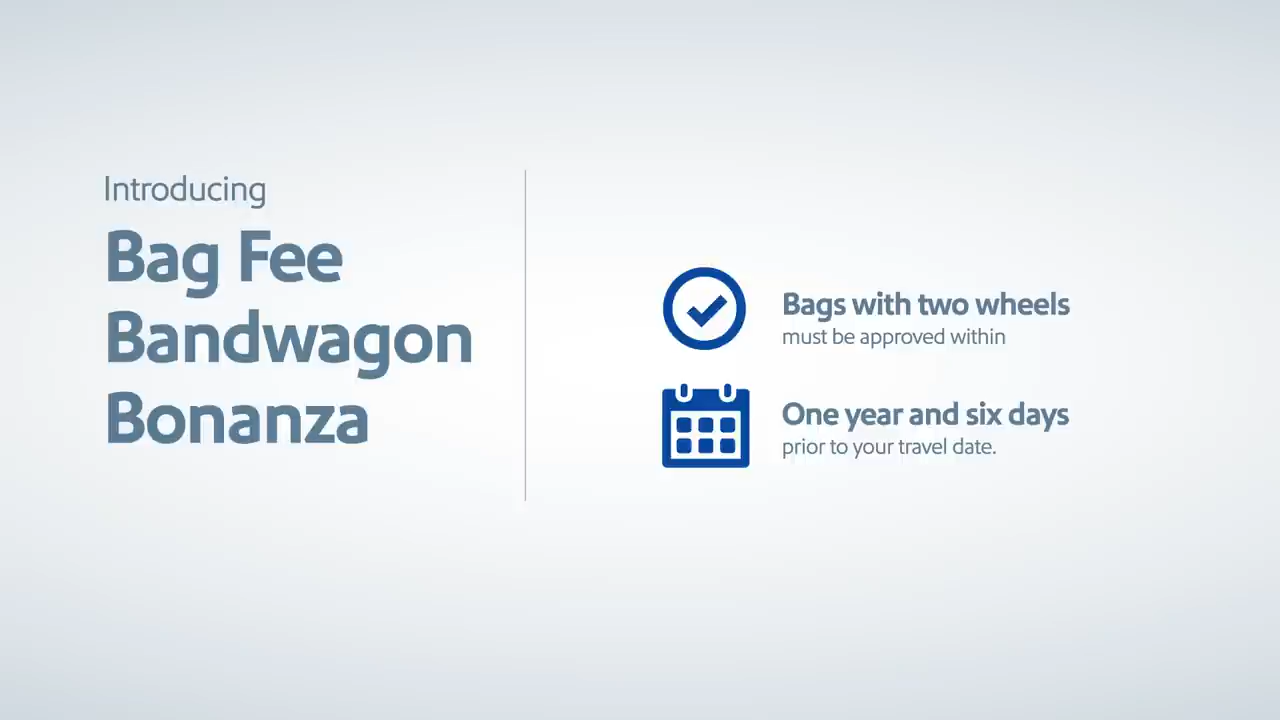 Introducing
Bag Fee
Bandwagon
Bonanza
Bags with two wheels
must be approved within
One year and six days
prior to your travel date.